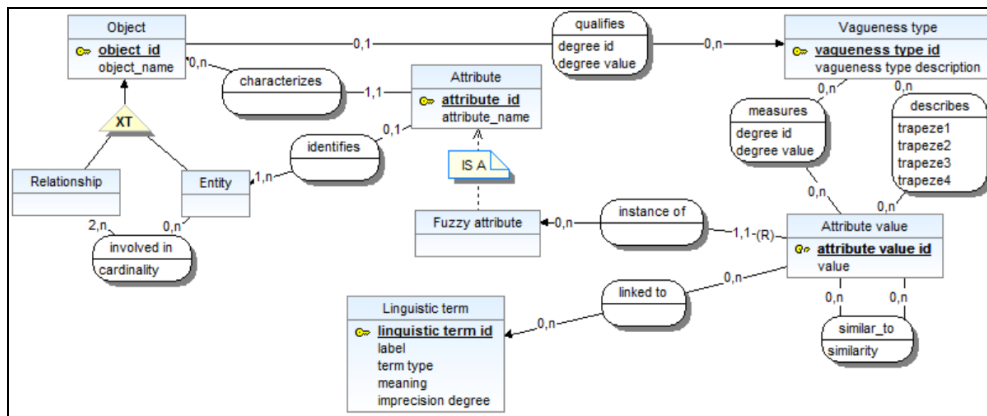 Object
object_id
object_name
0,1
qualifies
degree id
degree value
0,n
Vagueness type
vagueness type id
vagueness type description
0,n
characterizes
1,1
Attribute
attribute_id
attribute_name
0,n
measures
degree id
degree value
0,n
describes
trapeze1
trapeze2
trapeze3
trapeze4
XT
0,1
identifies
1,n
IS A
Relationship
Entity
0,n
0,n
2,n
0,n
involved in
cardinality
Fuzzy attribute
0,n
instance of
1,1-(R)
Attribute value
attribute value id
value
0,n
linked to
0,n
0,n
0,n
similar_to
similarity
Linguistic term
linguistic term id
label
term type
meaning
imprecision degree